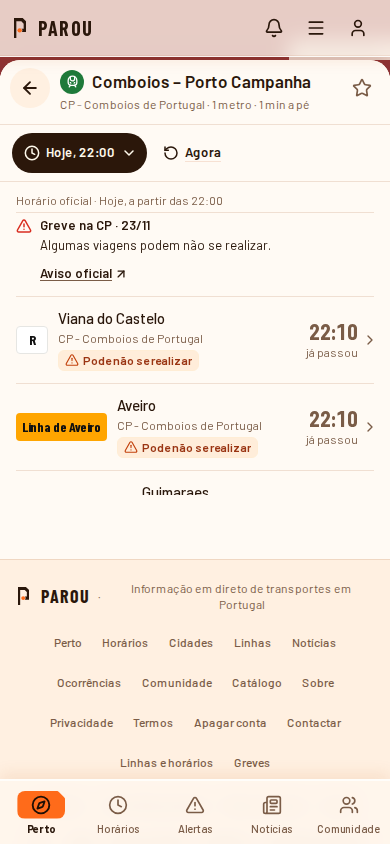 PAROU
Comboios – Porto Campanha
CP - Comboios de Portugal · 1 metro · 1 min a pé
Hoje, 22:00
Agora
Horário oficial · Hoje, a partir das 22:00
Greve na CP · 23/11
Algumas viagens podem não se realizar.
Aviso oficial
R
Viana do Castelo
CP - Comboios de Portugal
Pode não se realizar
22:10
já passou
Linha de Aveiro
Aveiro
CP - Comboios de Portugal
Pode não se realizar
22:10
já passou
Guimaraes
PAROU ·
Informação em direto de transportes em
Portugal
Perto Horários Cidades Linhas Notícias
Ocorrências Comunidade Catálogo Sobre
Privacidade Termos Apagar conta Contactar
Linhas e horários Greves
Perto Horários Alertas Notícias Comunidade